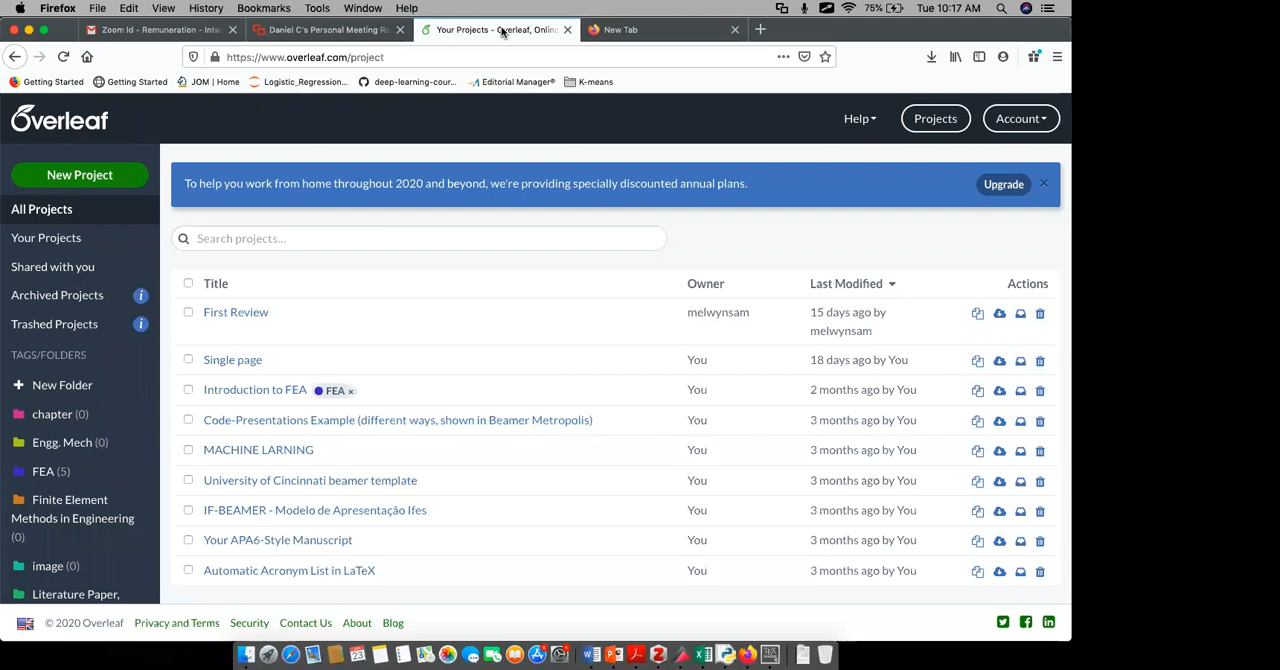 Firefox File Edit View History Bookmarks Tools Window Help 75% Tue 10:17 AM
Zoom Id - Remuneration - Inte Daniel C's Personal Meeting Ro Your Projects - Overleaf, Onlin New Tab
https://www.overleaf.com/project
Getting Started Getting Started JOM | Home Logistic_Regression... deep-learning-cour... Editorial Manager® K-means
Overleaf Help Projects Account
New Project
To help you work from home throughout 2020 and beyond, we're providing specially discounted annual plans. Upgrade ×
All Projects
Your Projects
Search projects...
Shared with you
Archived Projects i
Trashed Projects i
TAGS/FOLDERS
+ New Folder
chapter (0)
Engg. Mech (0)
FEA (5)
Finite Element
Methods in Engineering
(0)
image (0)
Literature Paper,
Title Owner Last Modified Actions
First Review melwynsam 15 days ago by
melwynsam
Single page You 18 days ago by You
Introduction to FEA FEA × You 2 months ago by You
Code-Presentations Example (different ways, shown in Beamer Metropolis) You 3 months ago by You
MACHINE LARNING You 3 months ago by You
University of Cincinnati beamer template You 3 months ago by You
IF-BEAMER - Modelo de Apresentação Ifes You 3 months ago by You
Your APA6-Style Manuscript You 3 months ago by You
Automatic Acronym List in LaTeX You 3 months ago by You
© 2020 Overleaf Privacy and Terms Security Contact Us About Blog